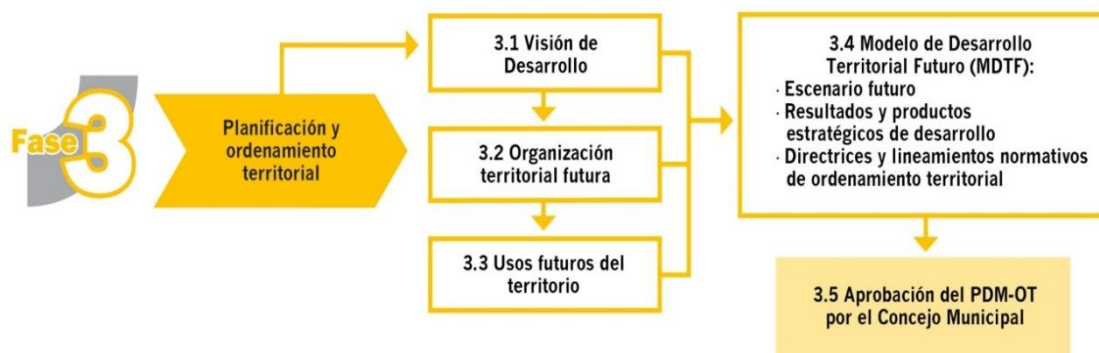 Fase 3
Planificación y
ordenamiento
territorial
3.1 Visión de
Desarrollo
3.2 Organización
territorial futura
3.3 Usos futuros del
territorio
3.4 Modelo de Desarrollo
Territorial Futuro (MDTF):
· Escenario futuro
· Resultados y productos
estratégicos de desarrollo
· Directrices y lineamientos normativos
de ordenamiento territorial
3.5 Aprobación del PDM-OT
por el Concejo Municipal